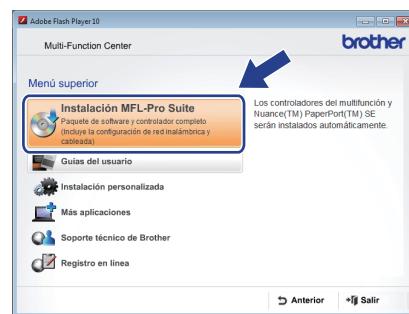 Adobe Flash Player 10
Multi-Function Center
brother
Menú superior
Instalación MFL-Pro Suite
Paquete de software y controlador completo
(Incluye la configuración de red inalámbrica y
cableada)
Los controladores del multifunción y
Nuance(TM) PaperPort(TM) SE
serán instalados automáticamente.
Guías del usuario
Instalación personalizada
Más aplicaciones
Soporte técnico de Brother
Registro en línea
Anterior
Salir